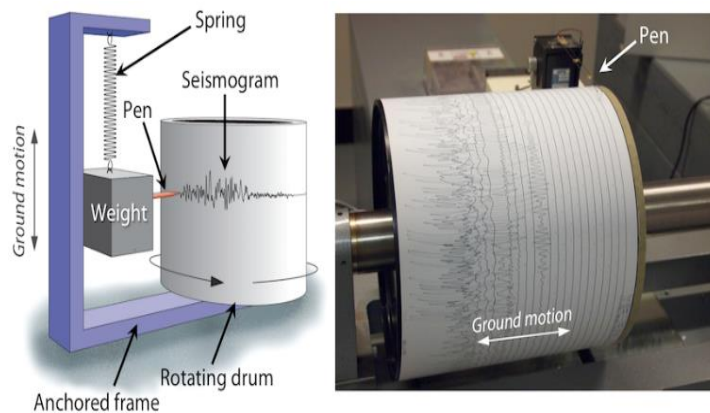 Spring
Seismogram
Pen
Ground motion
Weight
Rotating drum
Anchored frame
Pen
Ground motion